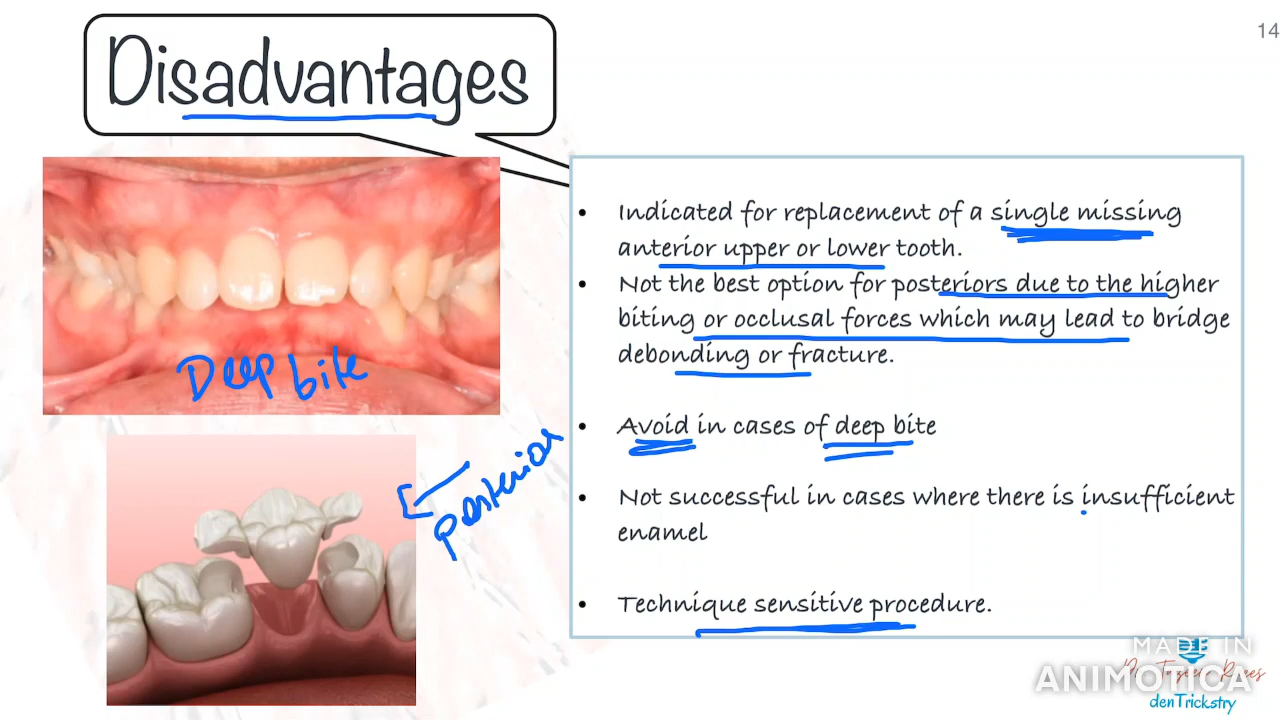 14
Disadvantages
• Indicated for replacement of a single missing
anterior upper or lower tooth.
• Not the best option for posteriors due to the higher
biting or occlusal forces which may lead to bridge
debonding or fracture.
• Avoid in cases of deep bite
• Not successful in cases where there is insufficient
enamel
• Technique sensitive procedure.
Deep bite
posterior
MADE IN
ANIMOTICA
denTrickstry